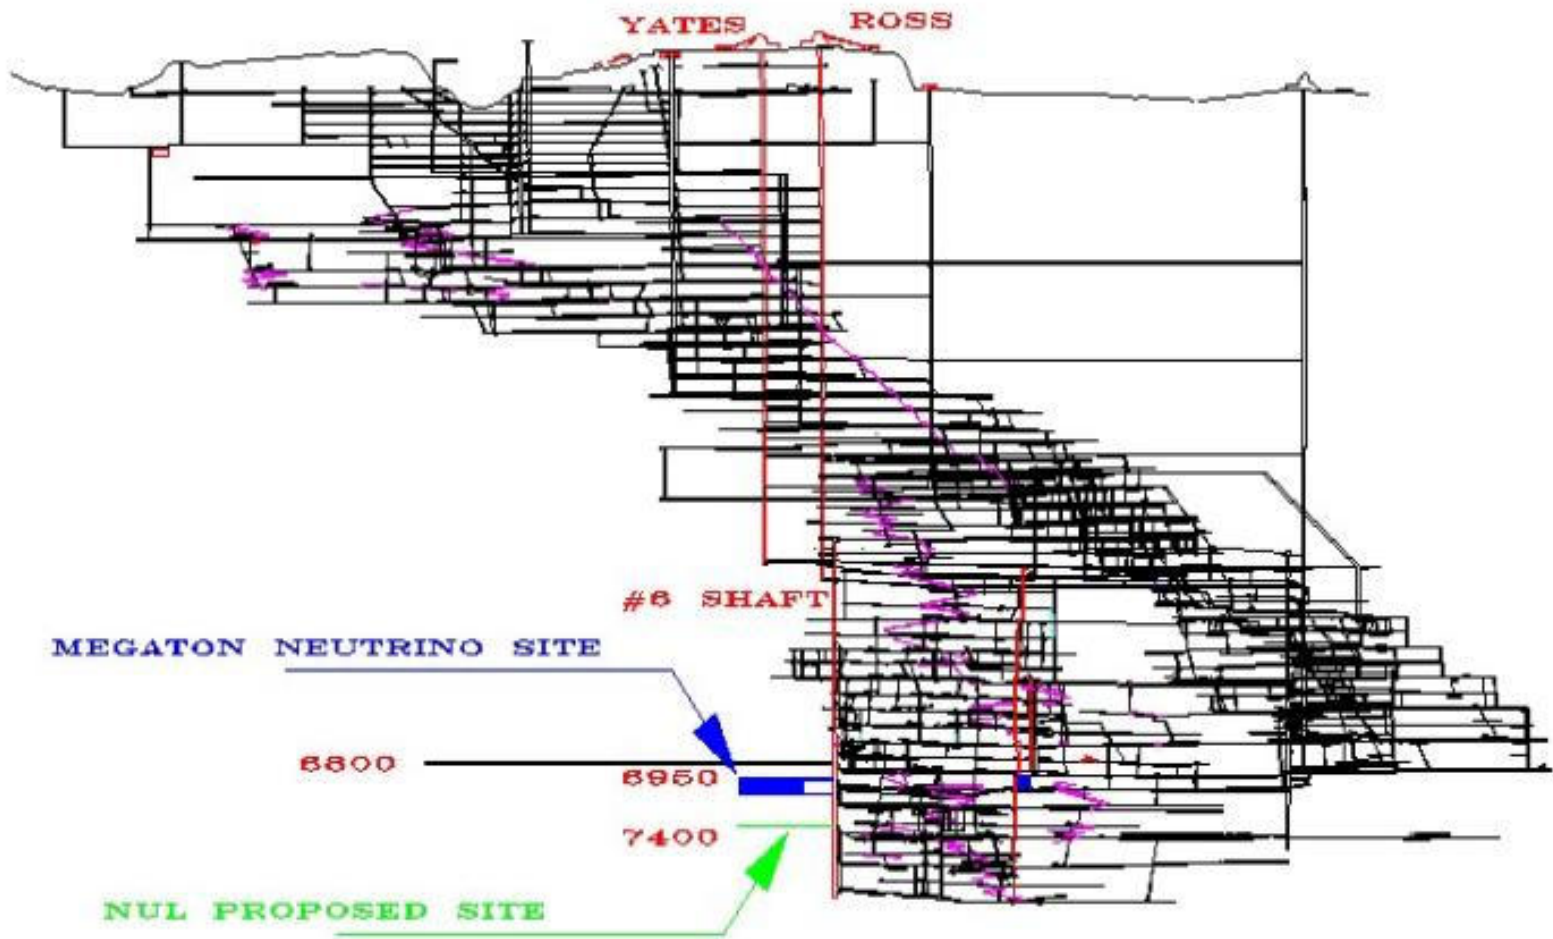 YATES
ROSS
#6 SHAFT
MEGATON NEUTRINO SITE
6800
6950
7400
NUL PROPOSED SITE